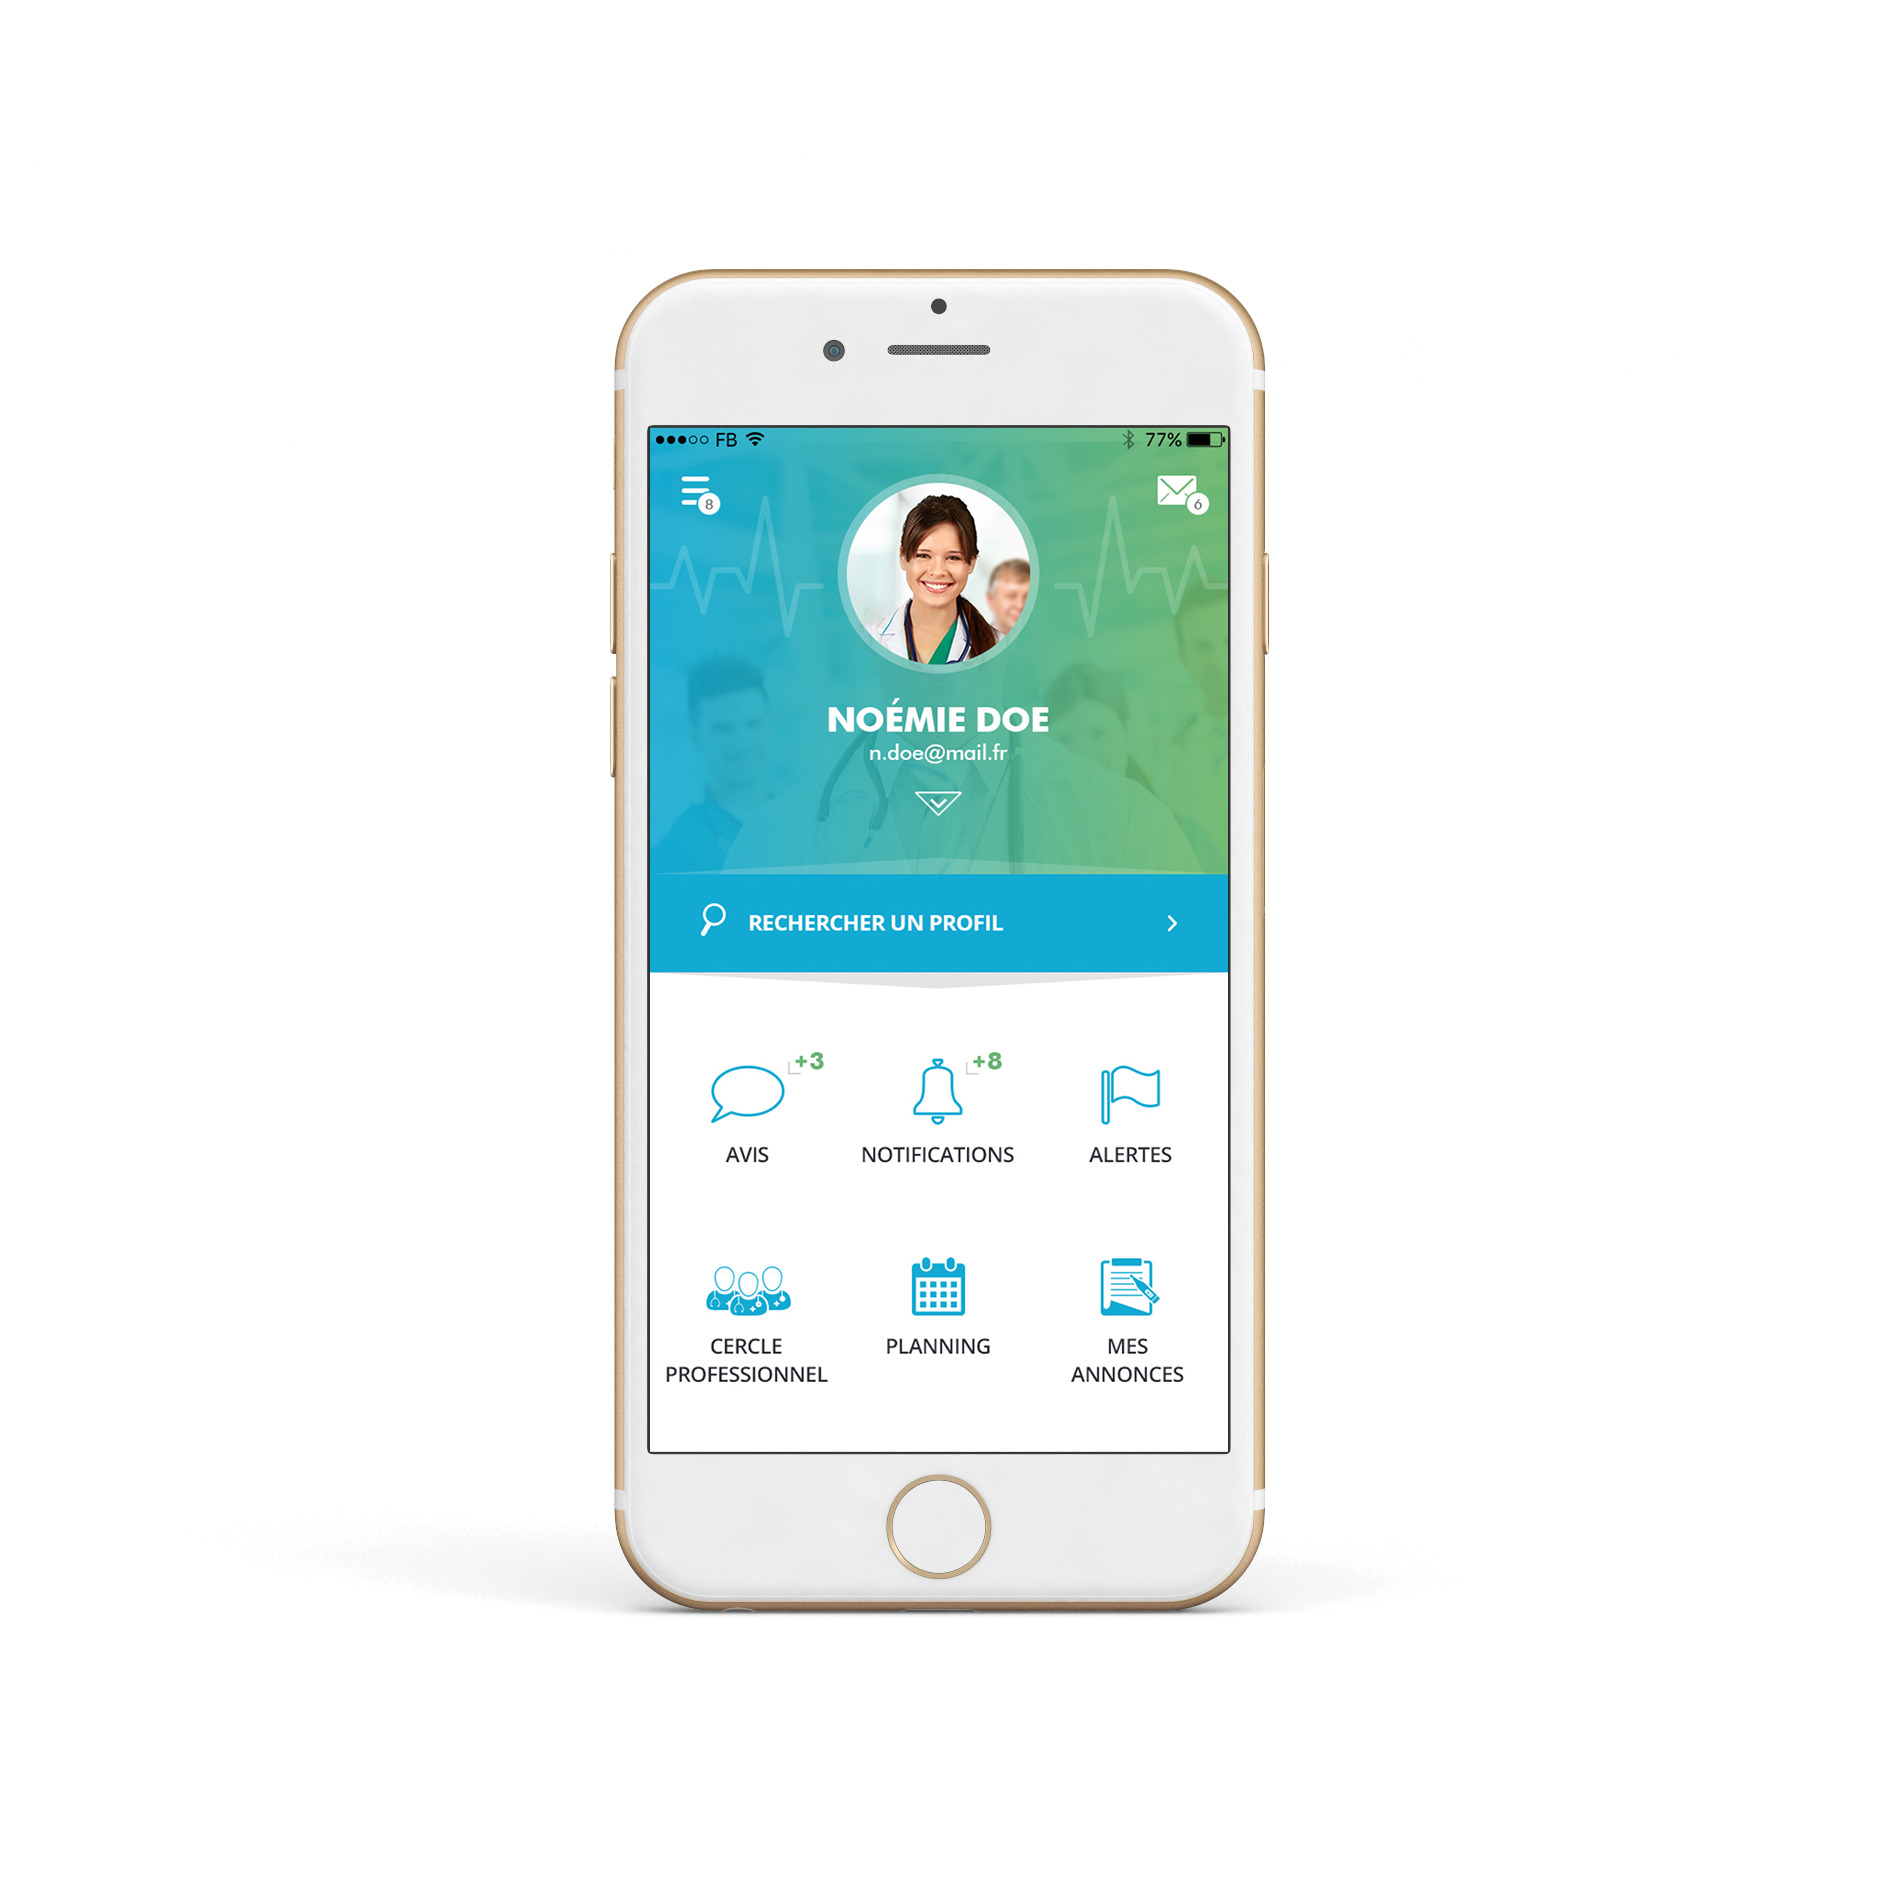 FB 77%
8
6
NOÉMIE DOE
n.doe@mail.fr
RECHERCHER UN PROFIL
+3
+8
AVIS
NOTIFICATIONS
ALERTES
CERCLE
PROFESSIONNEL
PLANNING
MES
ANNONCES